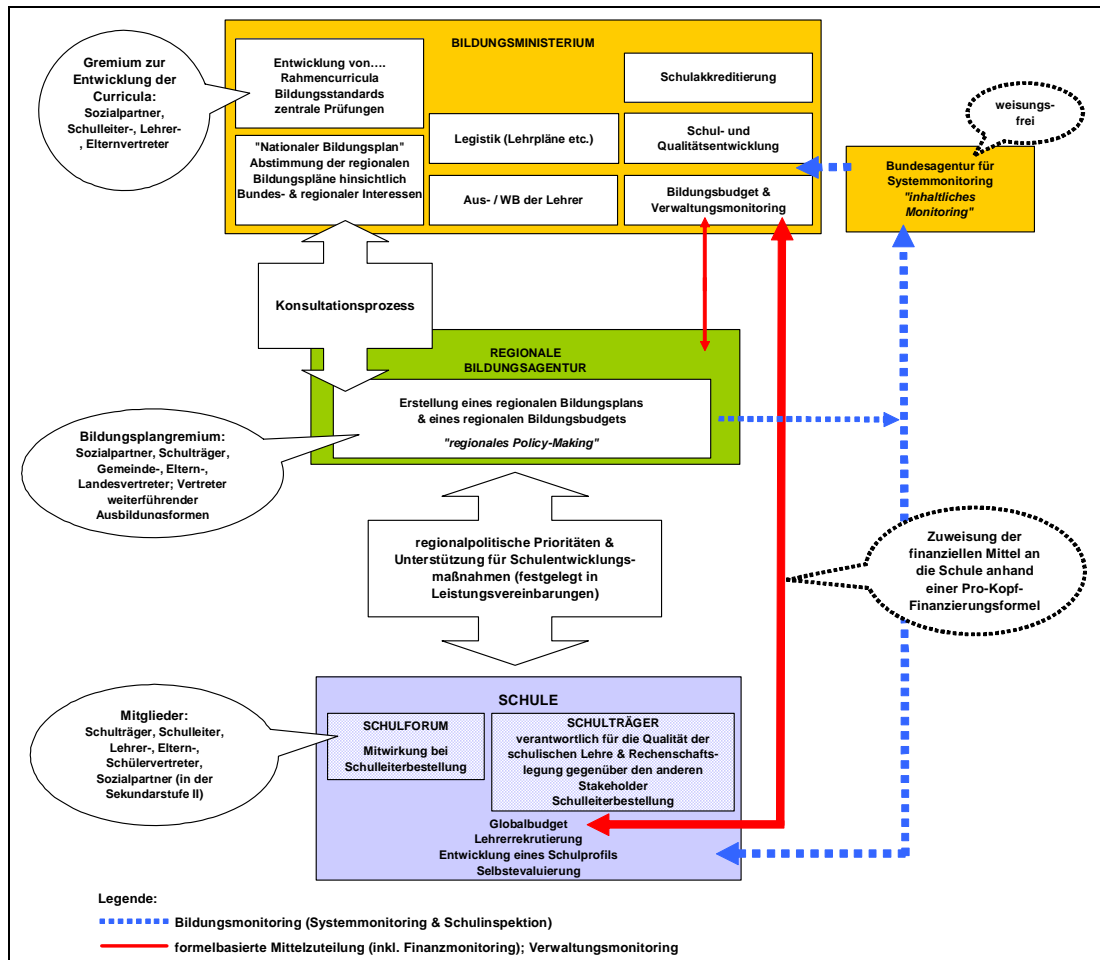 BILDUNGSMINISTERIUM
Gremium zur
Entwicklung der
Curricula:
Sozialpartner,
Schulleiter-, Lehrer-
, Elternvertreter
Entwicklung von....
Rahmencurricula
Bildungsstandards
zentrale Prüfungen
"Nationaler Bildungsplan"
Abstimmung der regionalen
Bildungspläne hinsichtlich
Bundes- & regionaler Interessen
Legistik (Lehrpläne etc.)
Aus- / WB der Lehrer
Schulakkreditierung
Schul- und
Qualitätsentwicklung
Bildungsbudget &
Verwaltungsmonitoring
weisungs-
frei
Bundesagentur für
Systemmonitoring
"inhaltliches
Monitoring"
Konsultationsprozess
REGIONALE
BILDUNGSAGENTUR
Erstellung eines regionalen Bildungsplans
& eines regionalen Bildungsbudgets
"regionales Policy-Making"
Bildungsplangremium:
Sozialpartner, Schulträger,
Gemeinde-, Eltern-,
Landesvertreter; Vertreter
weiterführender
Ausbildungsformen
regionalpolitische Prioritäten &
Unterstützung für Schulentwicklungs-
maßnahmen (festgelegt in
Leistungsvereinbarungen)
Zuweisung der
finanziellen Mittel an
die Schule anhand
einer Pro-Kopf-
Finanzierungsformel
SCHULE
Mitglieder:
Schulträger, Schulleiter,
Lehrer-, Eltern-,
Schülervertreter,
Sozialpartner (in der
Sekundarstufe II)
SCHULFORUM
Mitwirkung bei
Schulleiterbestellung
SCHULTRÄGER
verantwortlich für die Qualität der
schulischen Lehre & Rechenschafts-
legung gegenüber den anderen
Stakeholder
Schulleiterbestellung
Globalbudget
Lehrerrekrutierung
Entwicklung eines Schulprofils
Selbstevaluierung
Legende:
Bildungsmonitoring (Systemmonitoring & Schulinspektion)
formelbasierte Mittelzuteilung (inkl. Finanzmonitoring); Verwaltungsmonitoring